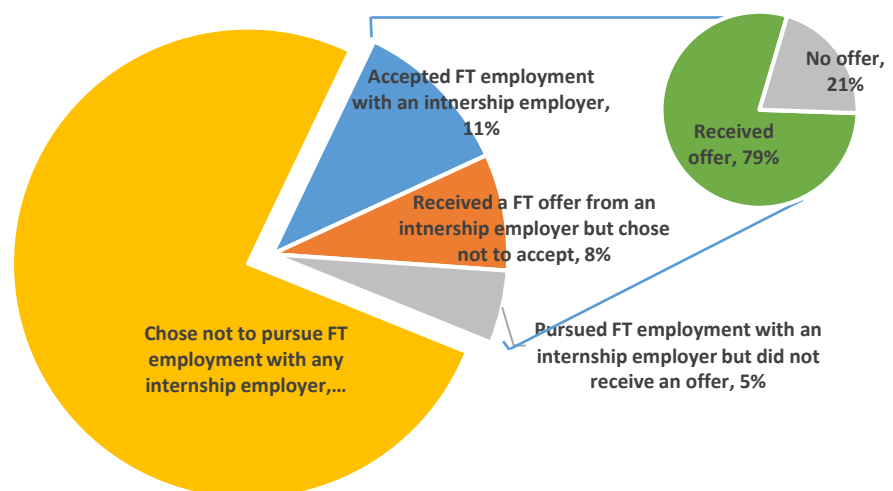 Accepted FT employment
with an intnership employer,
11%
No offer,
21%
Received
offer, 79%
Received a FT offer from an
intnership employer but chose
not to accept, 8%
Chose not to pursue FT
employment with any
internship employer,...
Pursued FT employment with an
internship employer but did not
receive an offer, 5%